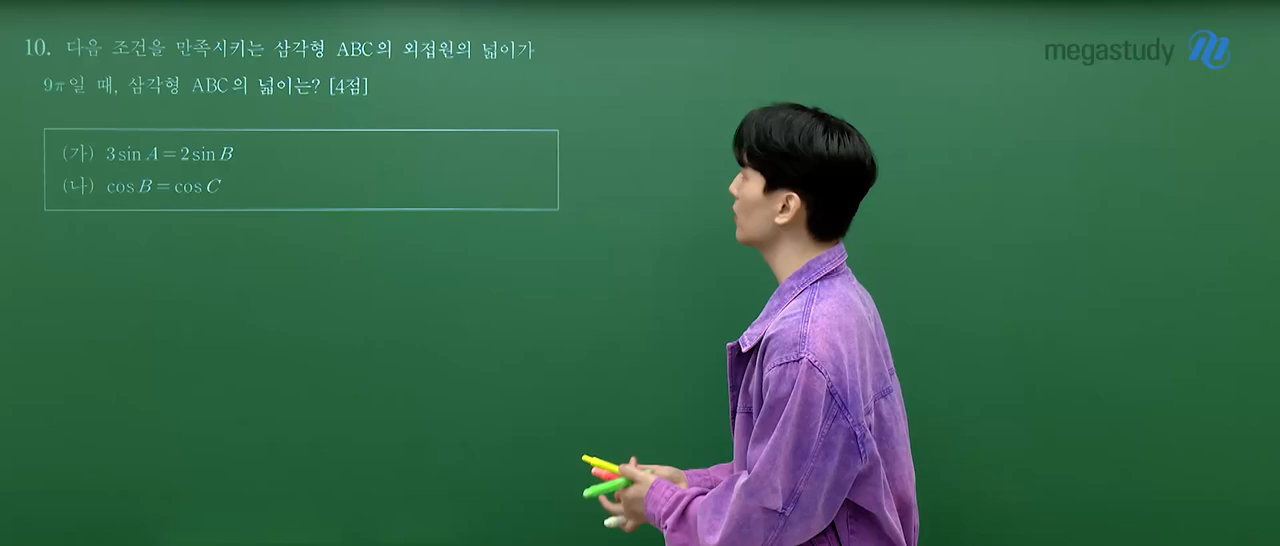 10. 다음 조건을 만족시키는 삼각형 ABC의 외접원의 넓이가
9π일 때, 삼각형 ABC의 넓이는? [4점]
(가) 3 sin A = 2 sin B
(나) cos B = cos C
megastudy